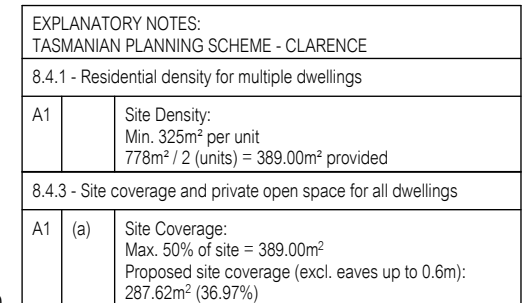 EXPLANATORY NOTES:
TASMANIAN PLANNING SCHEME - CLARENCE
8.4.1 - Residential density for multiple dwellings
A1 Site Density:
Min. 325m² per unit
778m² / 2 (units) = 389.00m² provided
8.4.3 - Site coverage and private open space for all dwellings
A1 (a) Site Coverage:
Max. 50% of site = 389.00m²
Proposed site coverage (excl. eaves up to 0.6m):
287.62m² (36.97%)